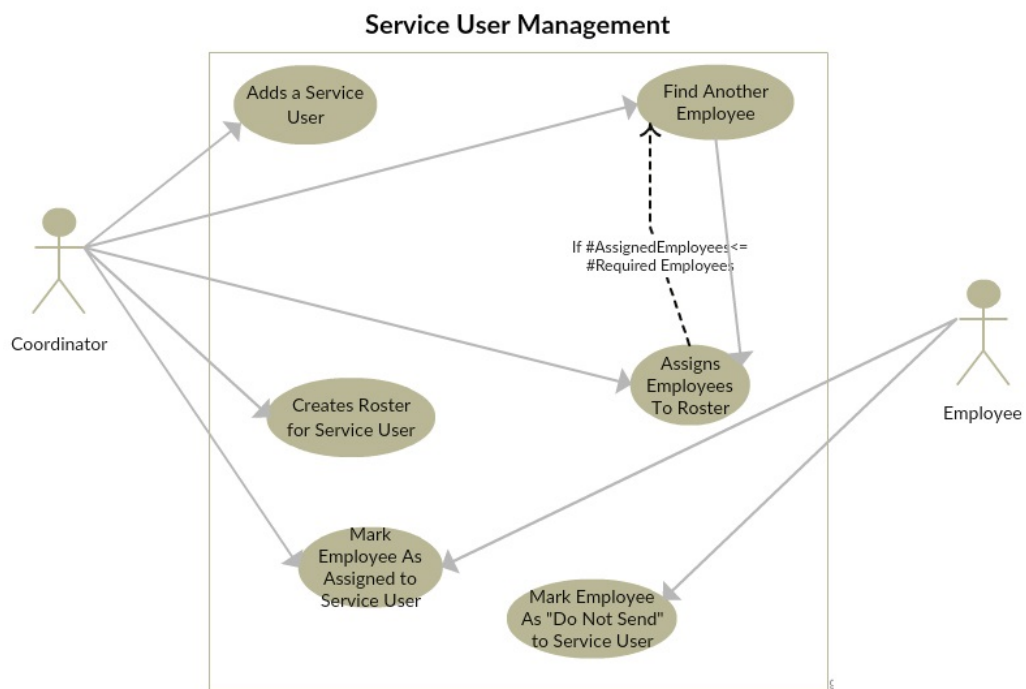 Service User Management
Adds a Service
User
Find Another
Employee
If #AssignedEmployees<=
#Required Employees
Coordinator
Assigns
Employees
To Roster
Employee
Creates Roster
for Service User
Mark
Employee As
Assigned to
Service User
Mark Employee
As "Do Not Send"
to Service User